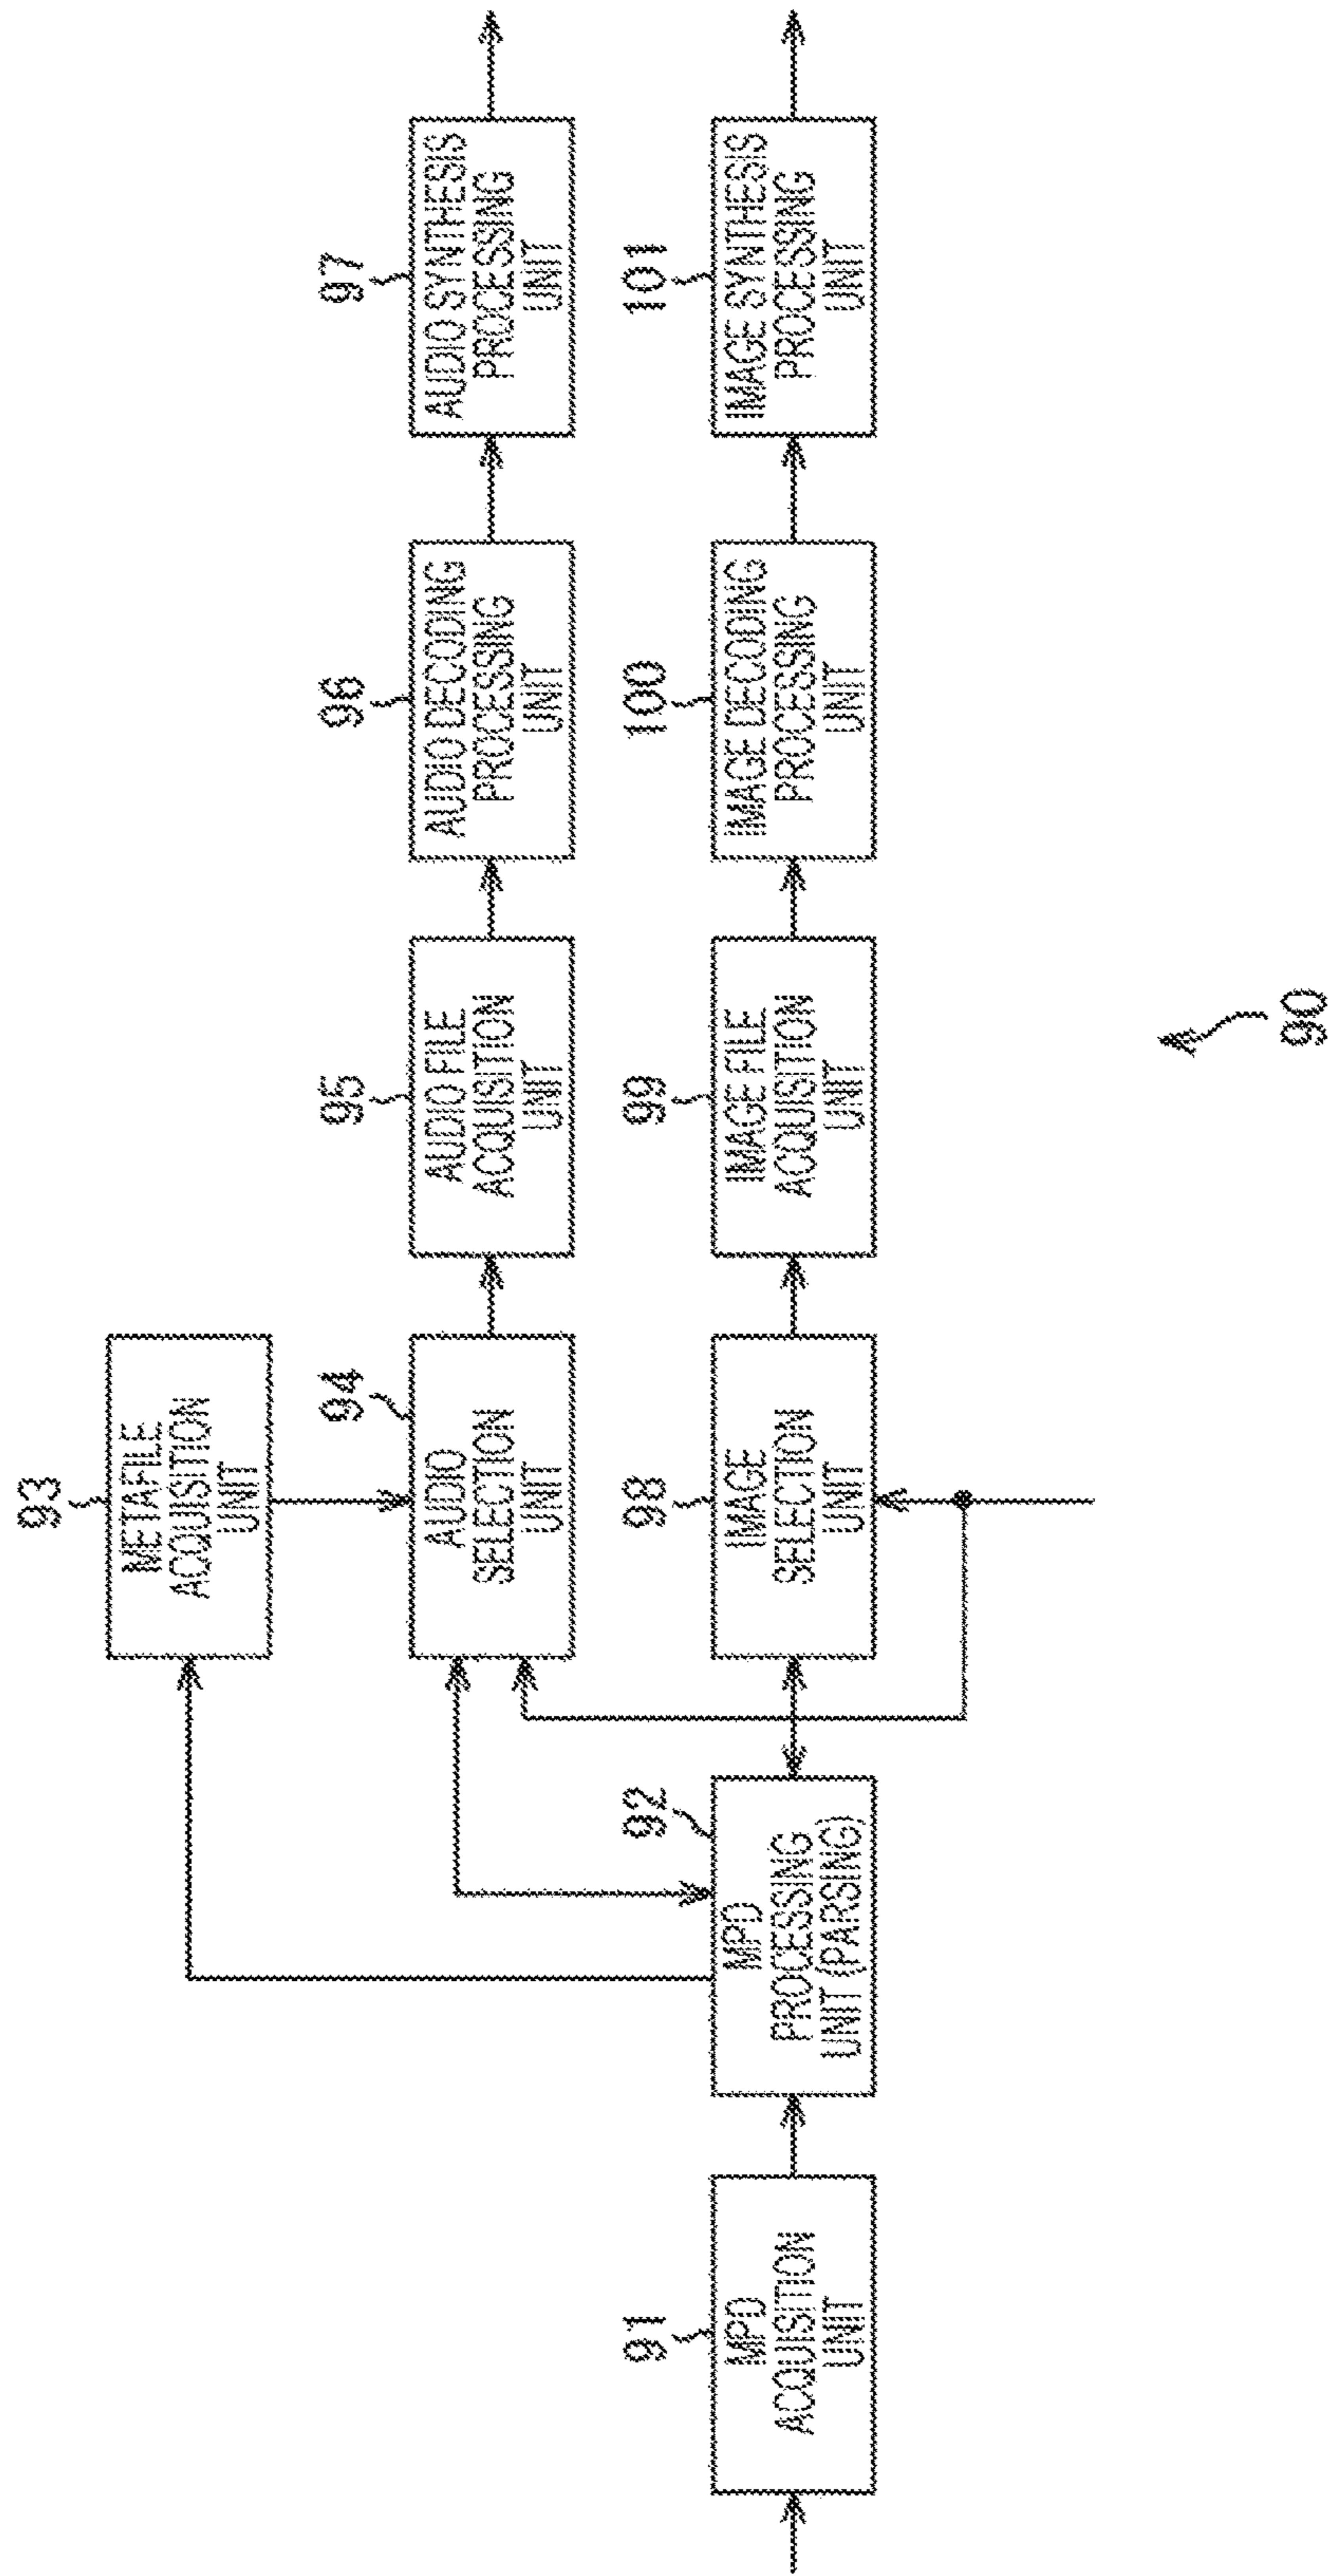 93
METAFILE
ACQUISITION
UNIT
94
AUDIO
SELECTION
UNIT
95
AUDIO FILE
ACQUISITION
UNIT
96
AUDIO DECODING
PROCESSING
UNIT
97
AUDIO SYNTHESIS
PROCESSING
UNIT
91
MPD
ACQUISITION
UNIT
92
MPD
PROCESSING
UNIT (PARSING)
98
IMAGE
SELECTION
UNIT
99
IMAGE FILE
ACQUISITION
UNIT
100
IMAGE DECODING
PROCESSING
UNIT
101
IMAGE SYNTHESIS
PROCESSING
UNIT
90